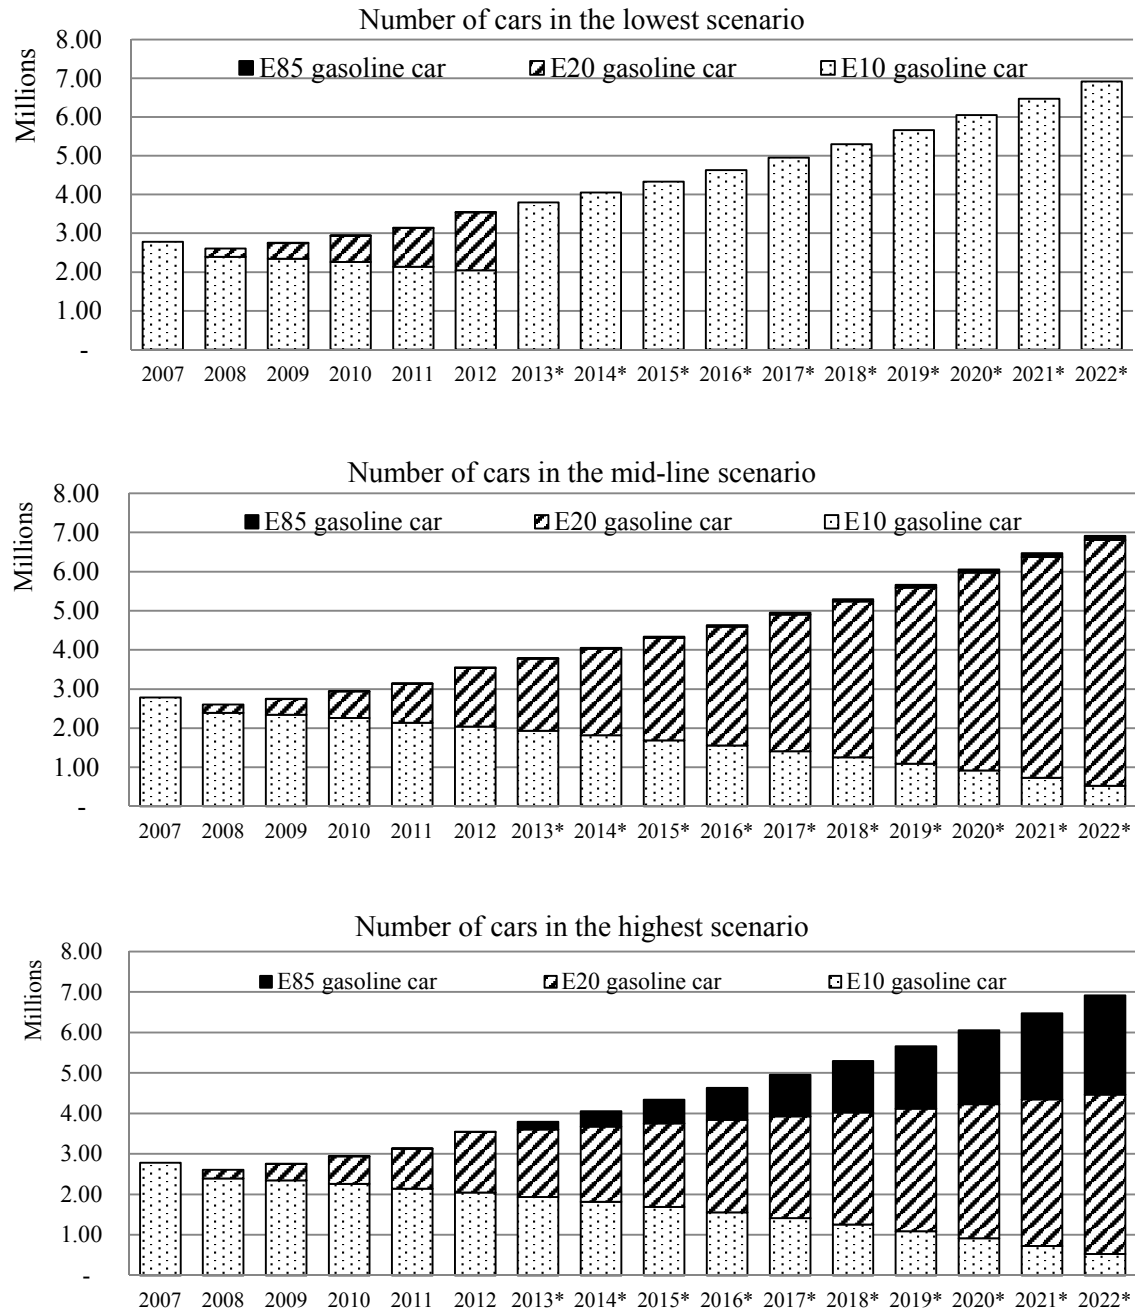 Number of cars in the lowest scenario
8.00
E85 gasoline car E20 gasoline car E10 gasoline car
7.00
6.00
5.00
4.00
3.00
2.00
1.00
-
Millions
2007 2008 2009 2010 2011 2012 2013* 2014* 2015* 2016* 2017* 2018* 2019* 2020* 2021* 2022*
Number of cars in the mid-line scenario
8.00
E85 gasoline car E20 gasoline car E10 gasoline car
7.00
6.00
5.00
4.00
3.00
2.00
1.00
-
Millions
2007 2008 2009 2010 2011 2012 2013* 2014* 2015* 2016* 2017* 2018* 2019* 2020* 2021* 2022*
Number of cars in the highest scenario
8.00
E85 gasoline car E20 gasoline car E10 gasoline car
7.00
6.00
5.00
4.00
3.00
2.00
1.00
-
Millions
2007 2008 2009 2010 2011 2012 2013* 2014* 2015* 2016* 2017* 2018* 2019* 2020* 2021* 2022*